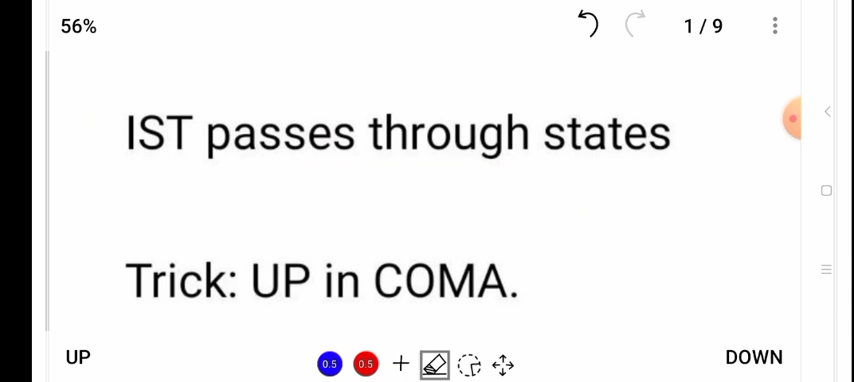 56%
1 / 9
IST passes through states
Trick: UP in COMA.
UP
0.5
0.5
DOWN